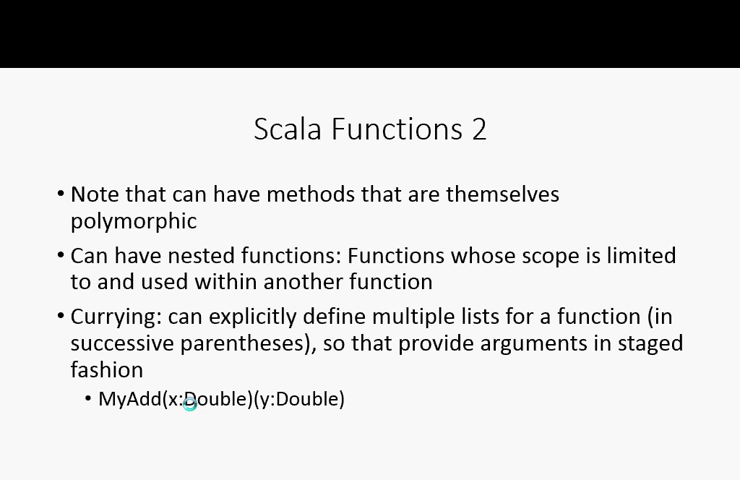 Scala Functions 2
• Note that can have methods that are themselves
polymorphic
• Can have nested functions: Functions whose scope is limited
to and used within another function
• Currying: can explicitly define multiple lists for a function (in
successive parentheses), so that provide arguments in staged
fashion
• MyAdd(x:Double)(y:Double)